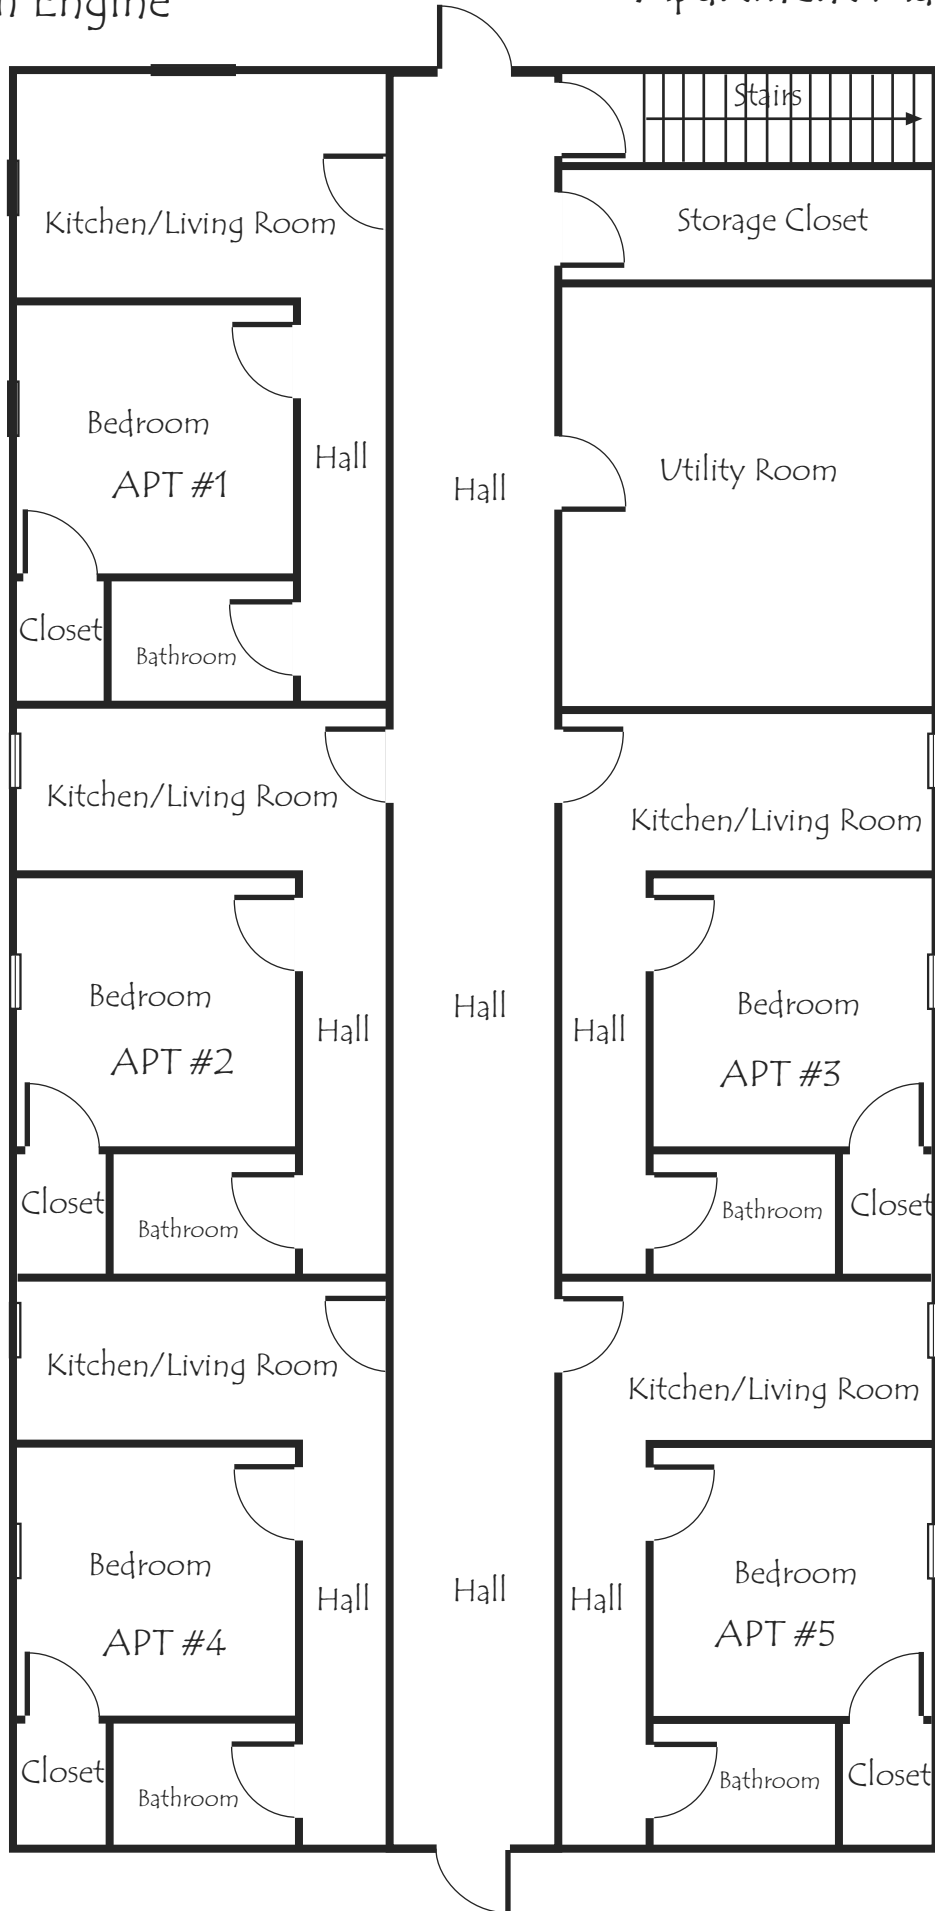 Engine
Stairs
Storage Closet
Kitchen/Living Room
Bedroom
APT #1
Hall
Hall
Utility Room
Closet
Bathroom
Kitchen/Living Room
Kitchen/Living Room
Bedroom
APT #2
Hall
Hall
Hall
Bedroom
APT #3
Closet
Bathroom
Bathroom
Closet
Kitchen/Living Room
Kitchen/Living Room
Bedroom
APT #4
Hall
Hall
Hall
Bedroom
APT #5
Closet
Bathroom
Bathroom
Closet